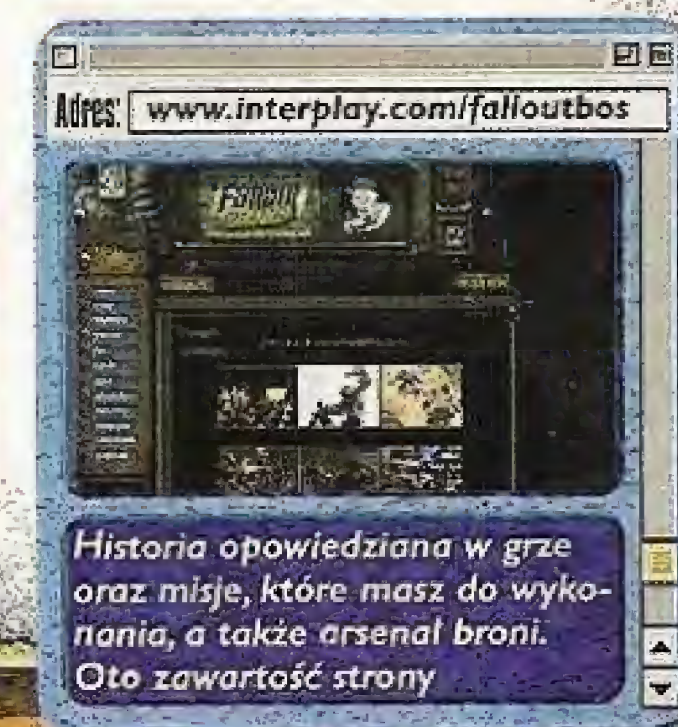 Adres: www.interplay.com/falloutbos
Fallout
Historia opowiedziana w grze
oraz misje, które masz do wyko-
nania, a także arsenał broni.
Oto zawartość strony